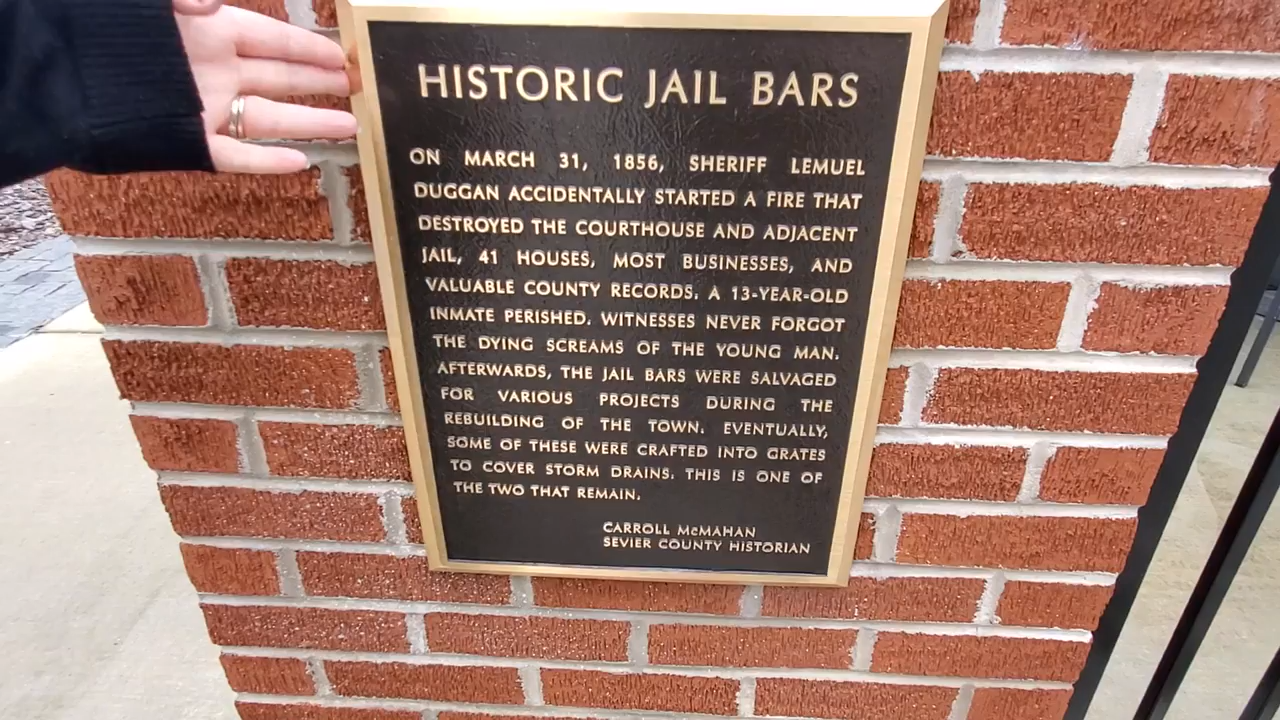 HISTORIC JAIL BARS
ON MARCH 31, 1856, SHERIFF LEMUEL
DUGGAN ACCIDENTALLY STARTED A FIRE THAT
DESTROYED THE COURTHOUSE AND ADJACENT
JAIL, 41 HOUSES, MOST BUSINESSES, AND
VALUABLE COUNTY RECORDS. A 13-YEAR-OLD
INMATE PERISHED. WITNESSES NEVER FORGOT
THE DYING SCREAMS OF THE YOUNG MAN.
AFTERWARDS, THE JAIL BARS WERE SALVAGED
FOR VARIOUS PROJECTS DURING THE
REBUILDING OF THE TOWN. EVENTUALLY,
SOME OF THESE WERE CRAFTED INTO GRATES
TO COVER STORM DRAINS. THIS IS ONE OF
THE TWO THAT REMAIN.
CARROLL McMAHAN
SEVIER COUNTY HISTORIAN